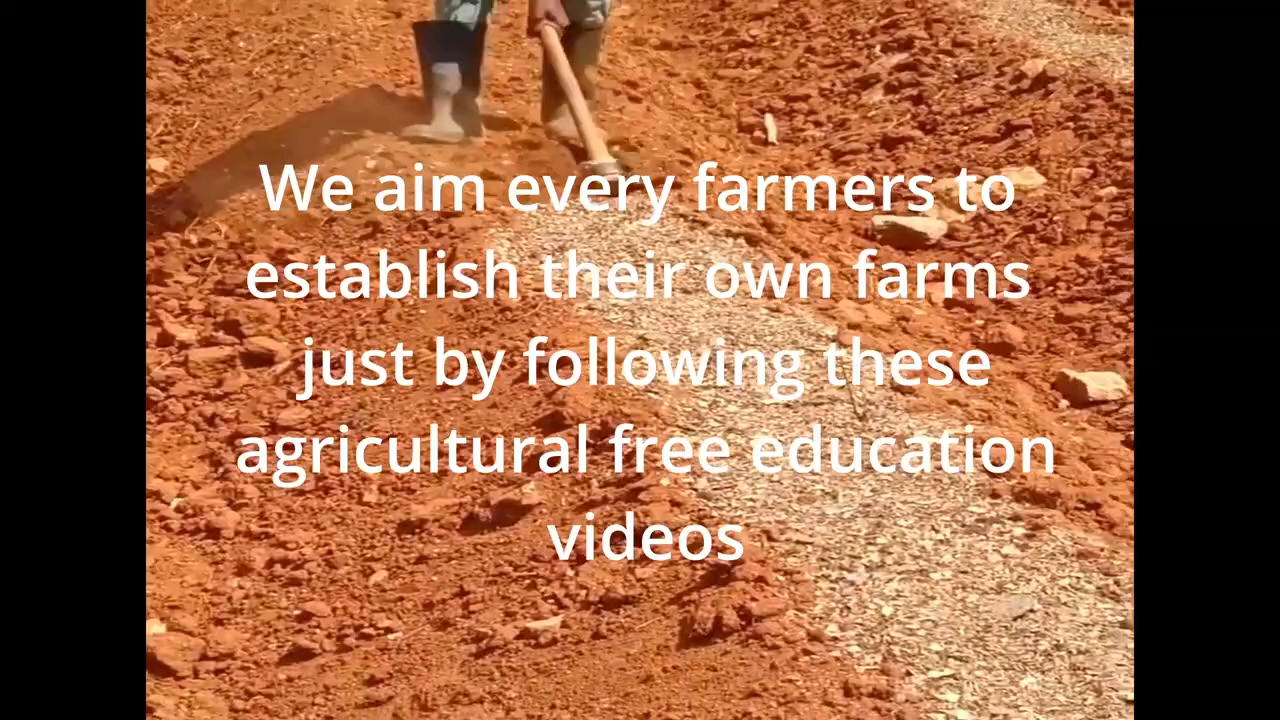 We aim every farmers to
establish their own farms
just by following these
agricultural free education
videos